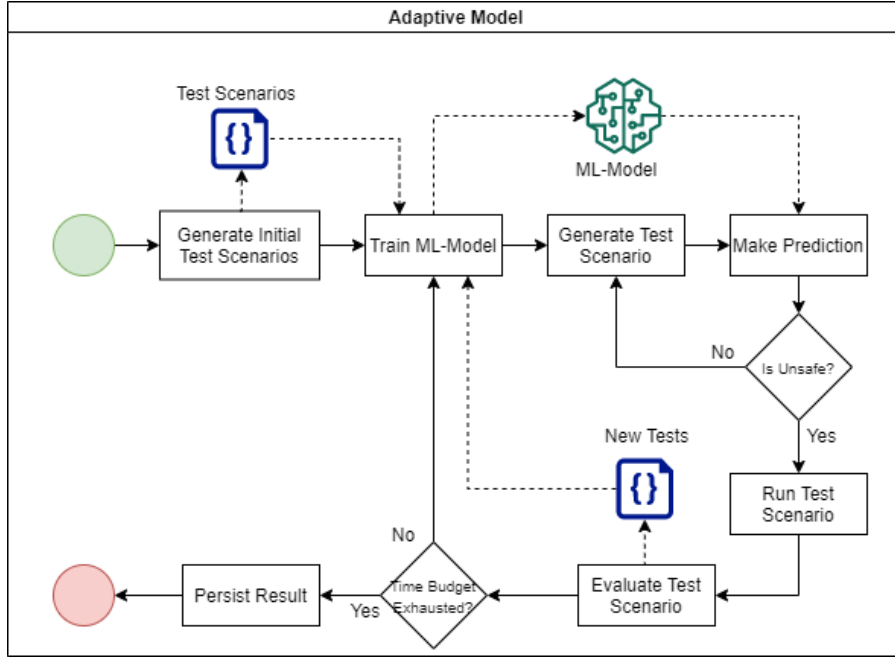 Adaptive Model
Test Scenarios
{}
ML-Model
Generate Initial
Test Scenarios
Train ML-Model
Generate Test
Scenario
Make Prediction
No
Is Unsafe?
Yes
New Tests
{}
Run Test
Scenario
No
Time Budget
Exhausted?
Yes
Persist Result
Evaluate Test
Scenario